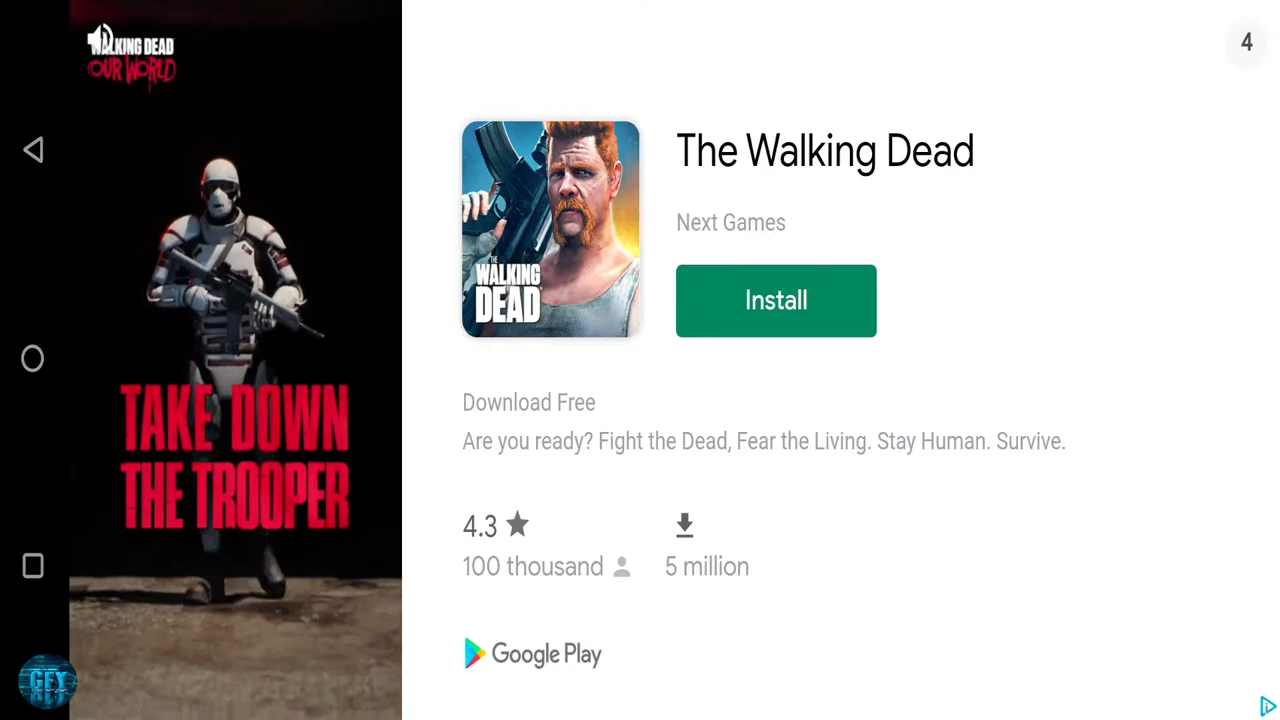 WALKING DEAD
OUR WORLD
TAKE DOWN
THE TROOPER
4
THE
WALKING
DEAD
The Walking Dead
Next Games
Install
Download Free
Are you ready? Fight the Dead, Fear the Living. Stay Human. Survive.
4.3
100 thousand
5 million
Google Play
GFY